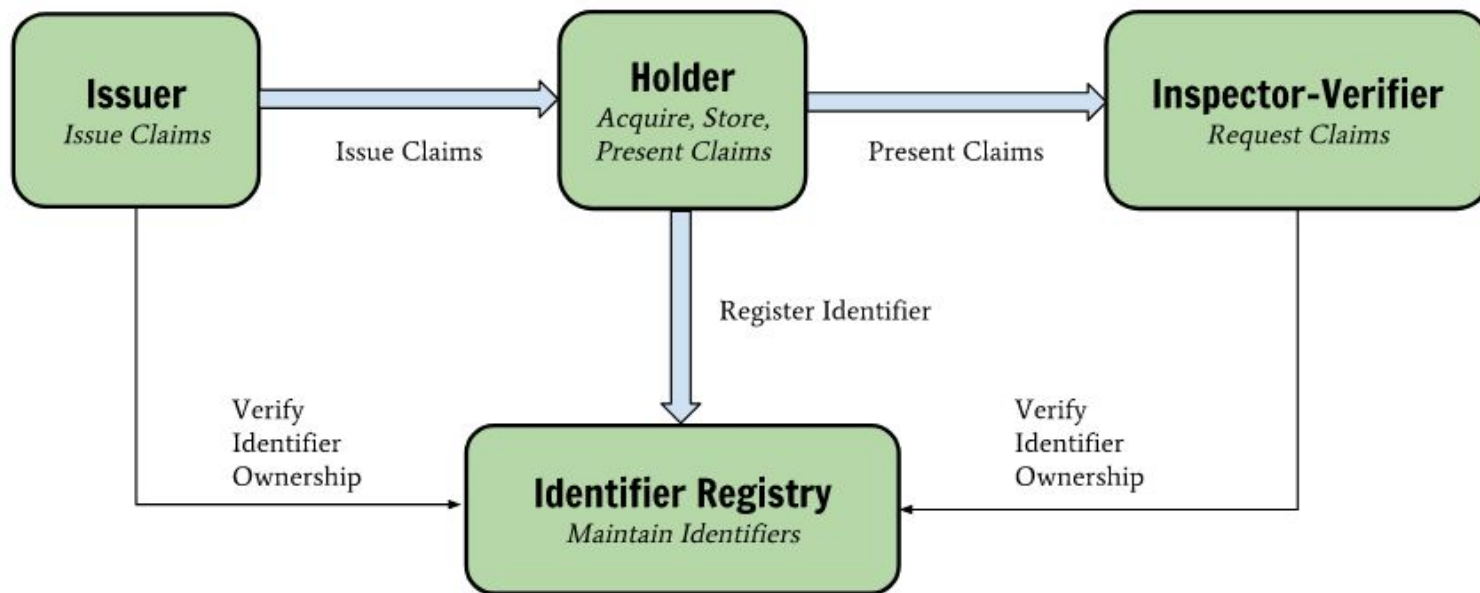 Issuer
Issue Claims
Issue Claims
Holder
Acquire, Store,
Present Claims
Present Claims
Inspector-Verifier
Request Claims
Register Identifier
Verify
Identifier
Ownership
Verify
Identifier
Ownership
Identifier Registry
Maintain Identifiers